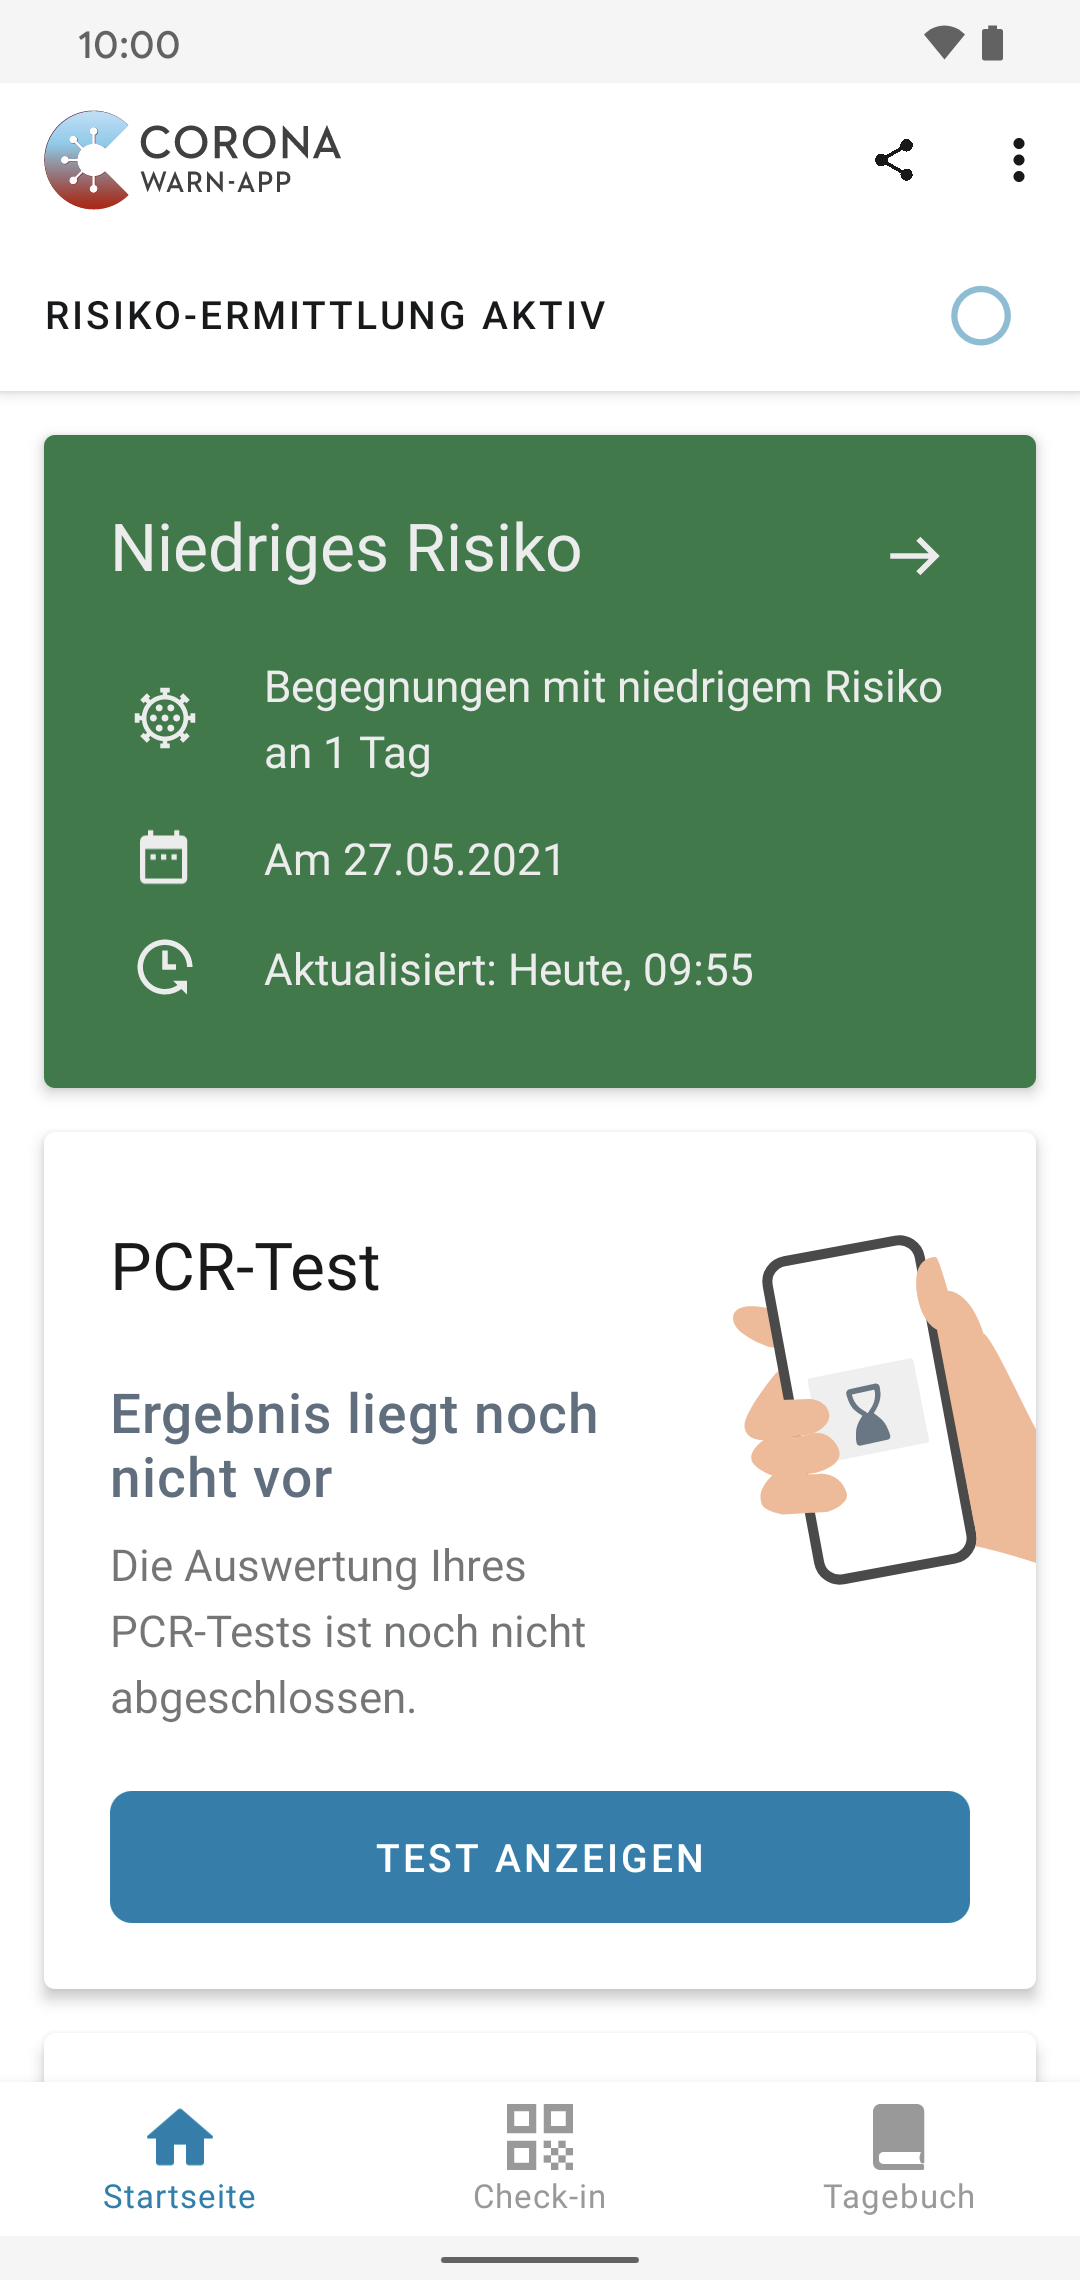 10:00
CORONA
WARN-APP
RISIKO-ERMITTLUNG AKTIV
Niedriges Risiko
Begegnungen mit niedrigem Risiko
an 1 Tag
Am 27.05.2021
Aktualisiert: Heute, 09:55
PCR-Test
Ergebnis liegt noch
nicht vor
Die Auswertung Ihres
PCR-Tests ist noch nicht
abgeschlossen.
TEST ANZEIGEN
Startseite
Check-in
Tagebuch